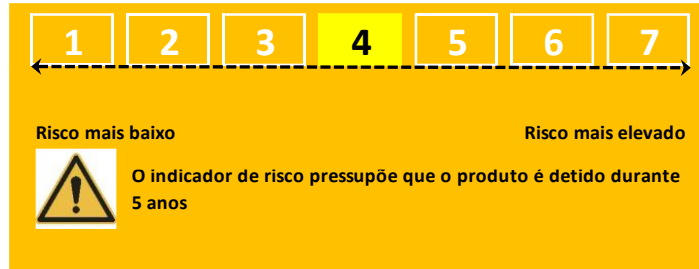 1 2 3 4 5 6 7
Risco mais baixo Risco mais elevado
O indicador de risco pressupõe que o produto é detido durante
5 anos